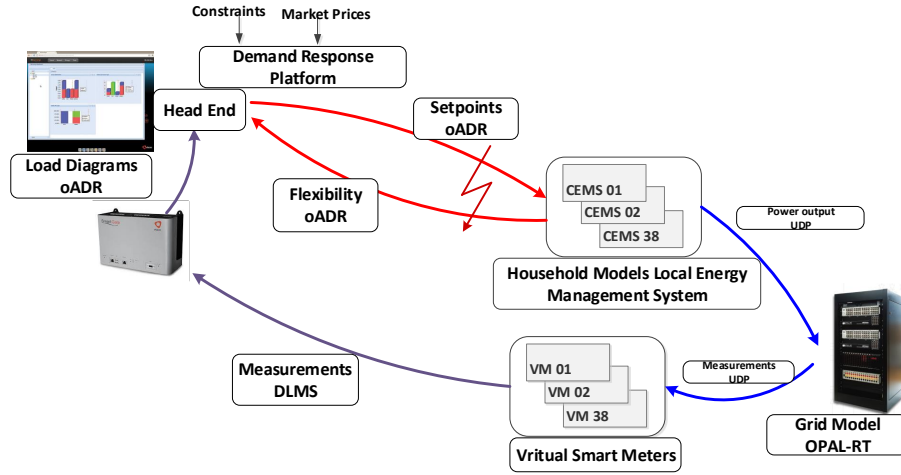 Constraints
Market Prices
Demand Response
Platform
Head End
Setpoints
oADR
Load Diagrams
oADR
Flexibility
oADR
CEMS 01
CEMS 02
CEMS 38
Power output
UDP
Household Models Local Energy
Management System
Measurements
DLMS
VM 01
VM 02
VM 38
Measurements
UDP
Vritual Smart Meters
Grid Model
OPAL-RT